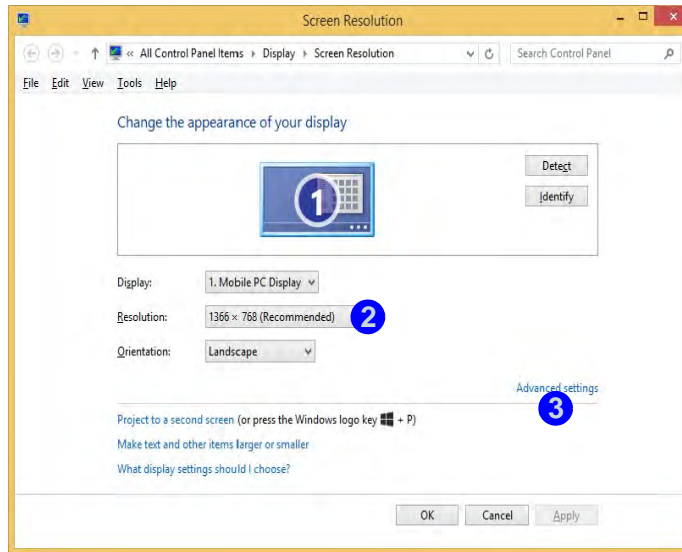 Screen Resolution
« All Control Panel Items Display Screen Resolution Search Control Panel
File Edit View Tools Help
Change the appearance of your display
1
Detect
Identify
Display: 1. Mobile PC Display
Resolution: 1366 × 768 (Recommended) 2
Orientation: Landscape
Advanced settings
3
Project to a second screen (or press the Windows logo key + P)
Make text and other items larger or smaller
What display settings should I choose?
OK Cancel Apply